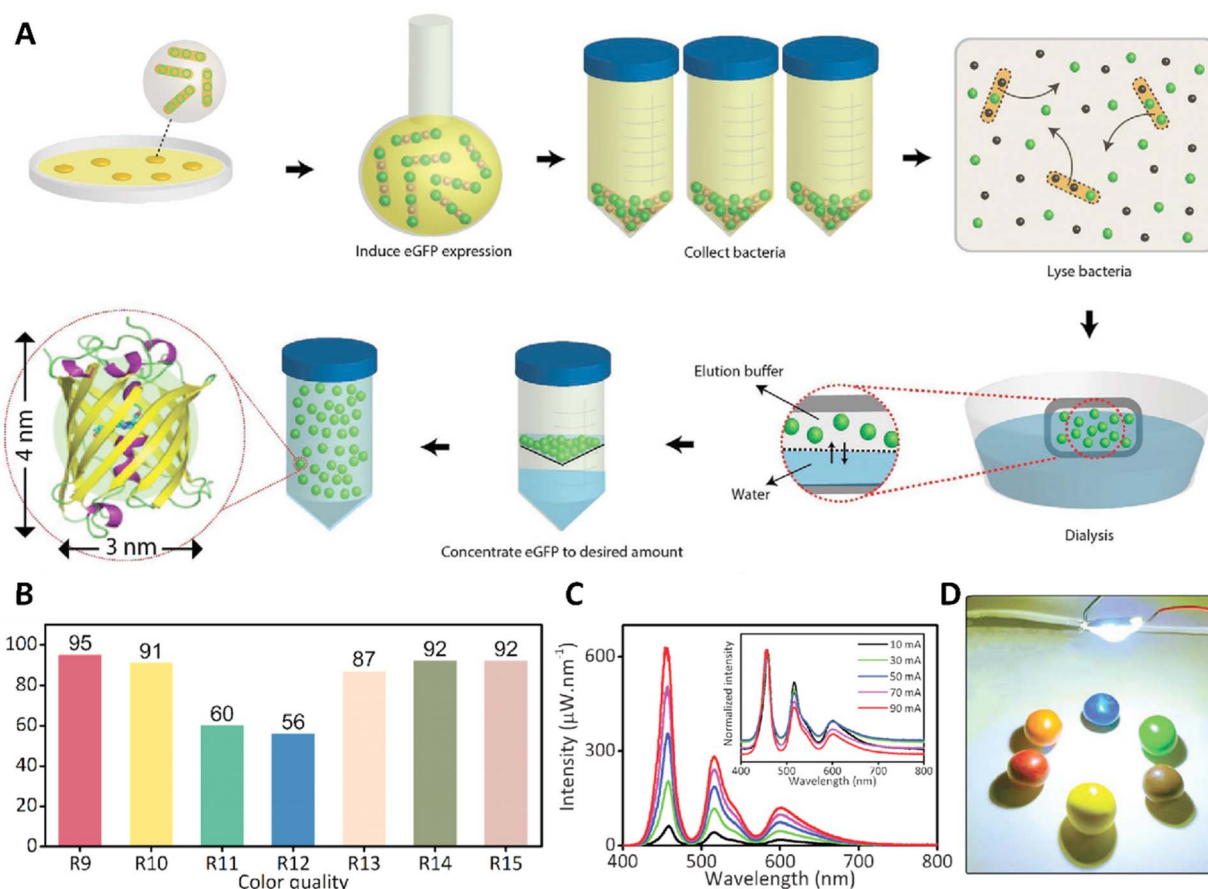 A
Induce eGFP expression
Collect bacteria
Lyse bacteria
4 nm
3 nm
Concentrate eGFP to desired amount
Elution buffer
Water
Dialysis
B
100
80
60
40
20
0
95
91
60
56
87
92
92
R9 R10 R11 R12 R13 R14 R15
Color quality
C
Intensity (μW.nm⁻¹)
600
300
0
400 500 600 700 800
Wavelength (nm)
Normalized intensity
10 mA
30 mA
50 mA
70 mA
90 mA
400 500 600 700 800
Wavelength (nm)
D